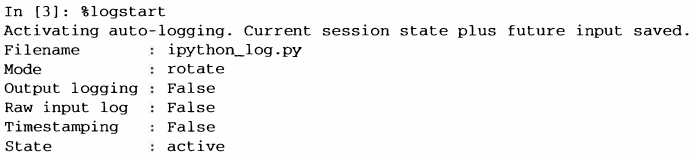 In [3]: %logstart
Activating auto-logging. Current session state plus future input saved.
Filename       : ipython_log.py
Mode           : rotate
Output logging : False
Raw input log  : False
Timestamping   : False
State          : active